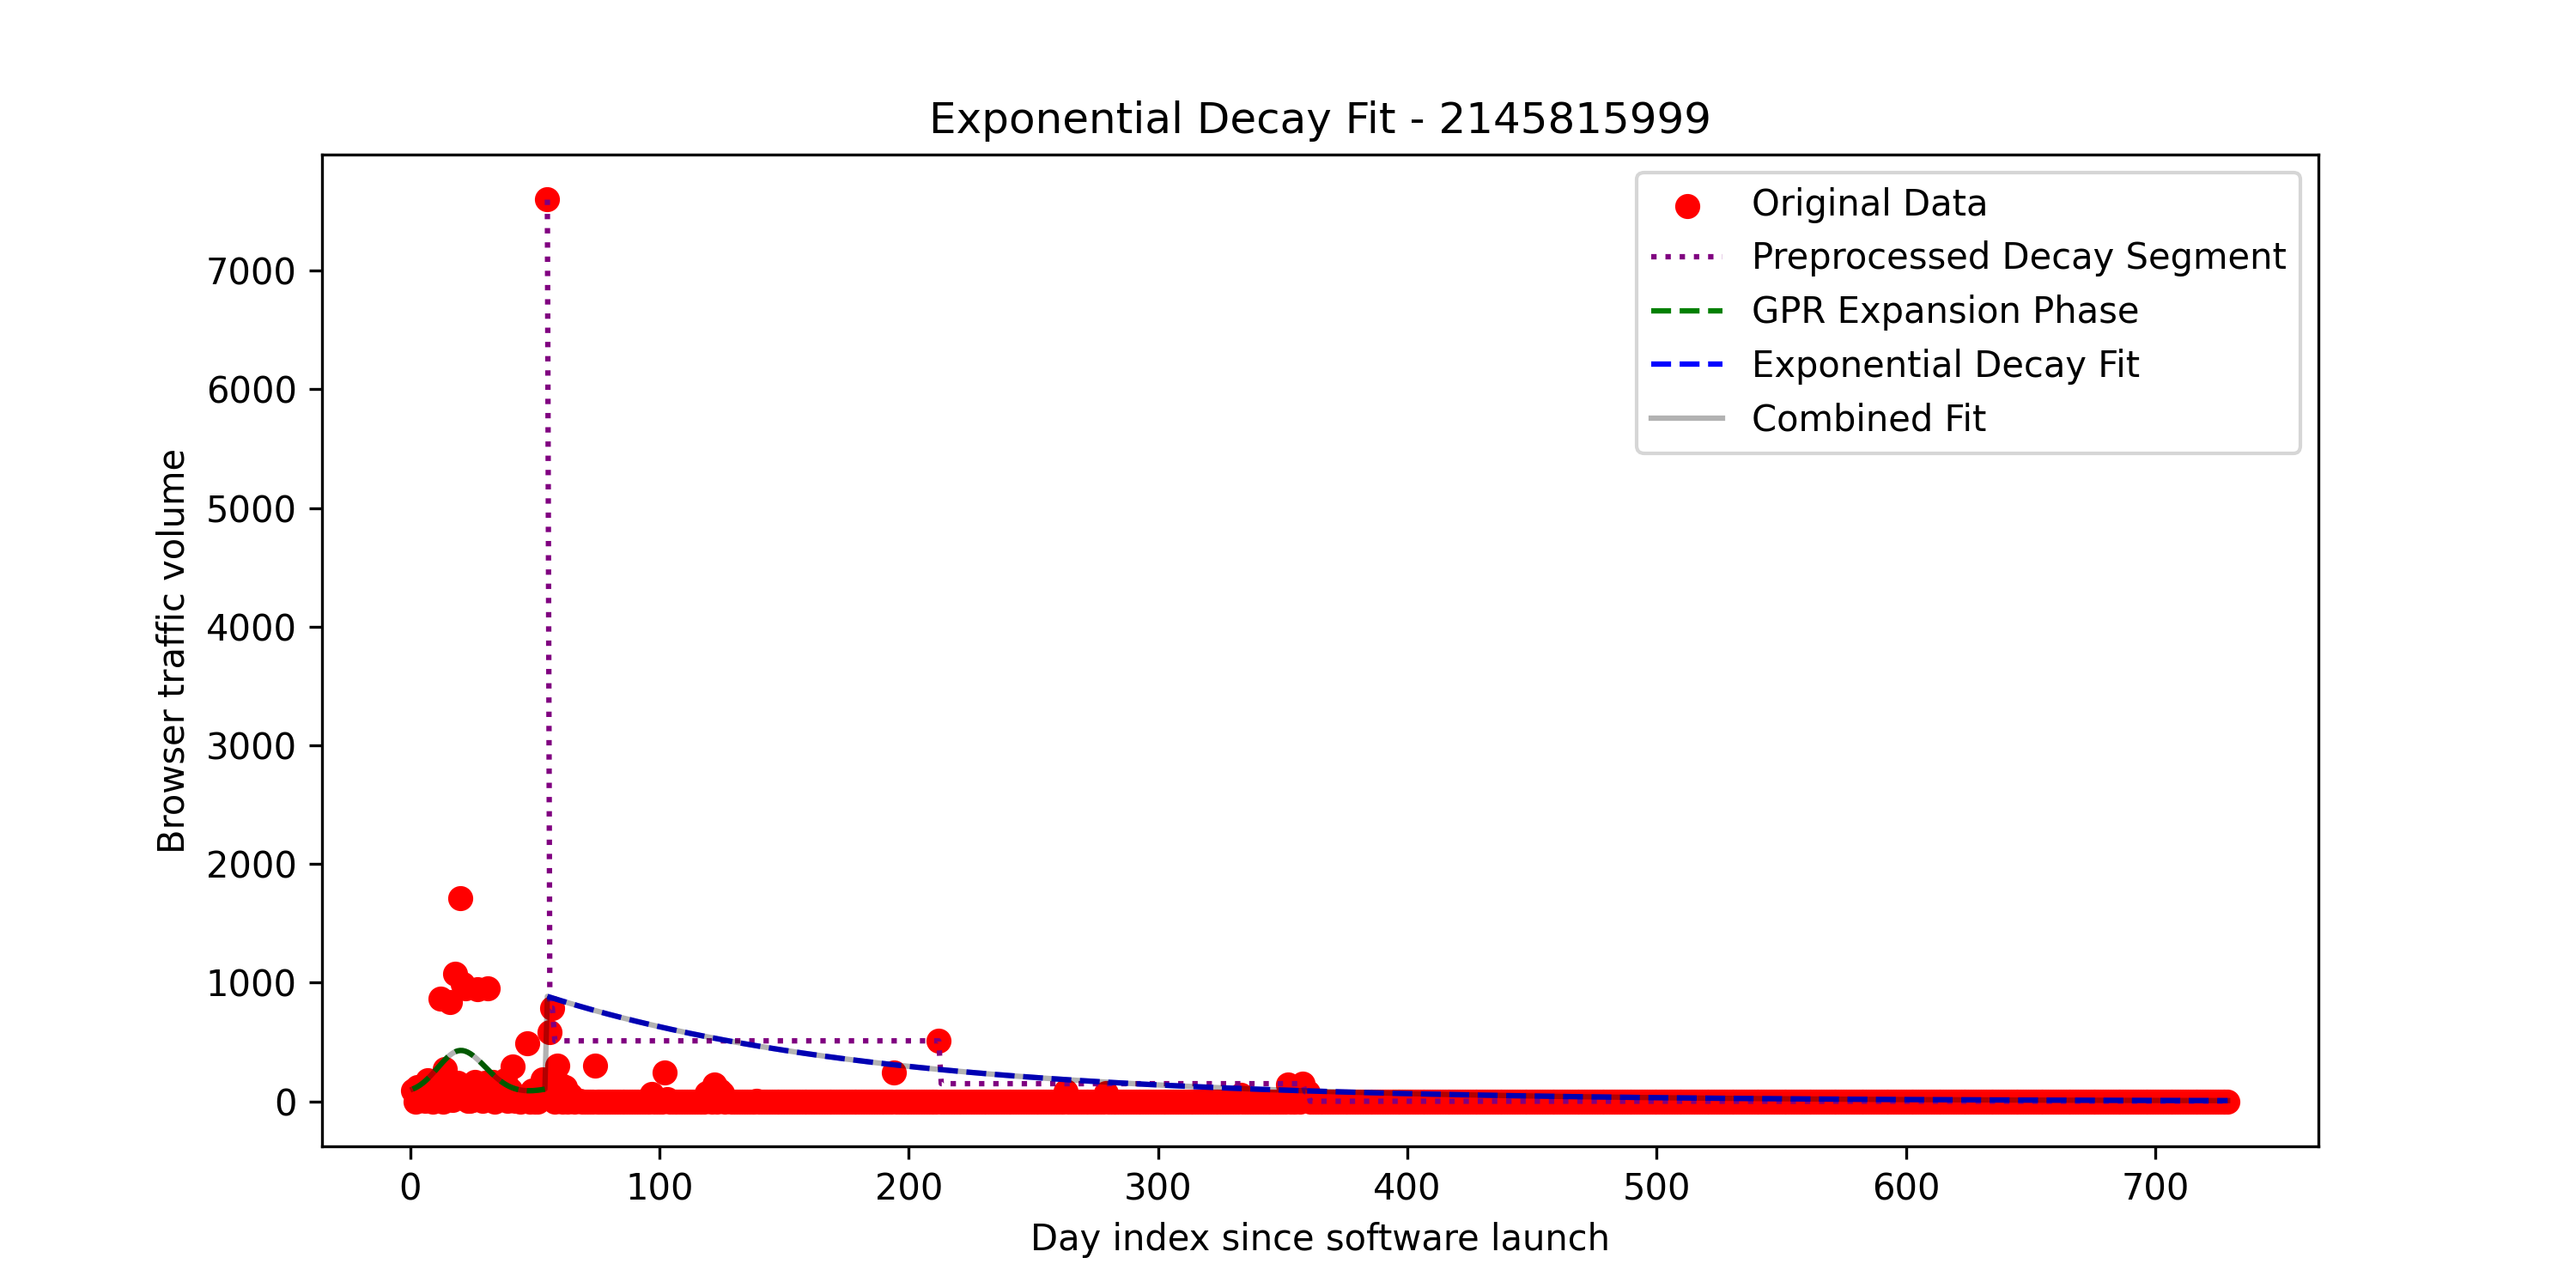 Exponential Decay Fit - 2145815999
Original Data
Preprocessed Decay Segment
GPR Expansion Phase
Exponential Decay Fit
Combined Fit
Browser traffic volume
7000
6000
5000
4000
3000
2000
1000
0
0 100 200 300 400 500 600 700
Day index since software launch